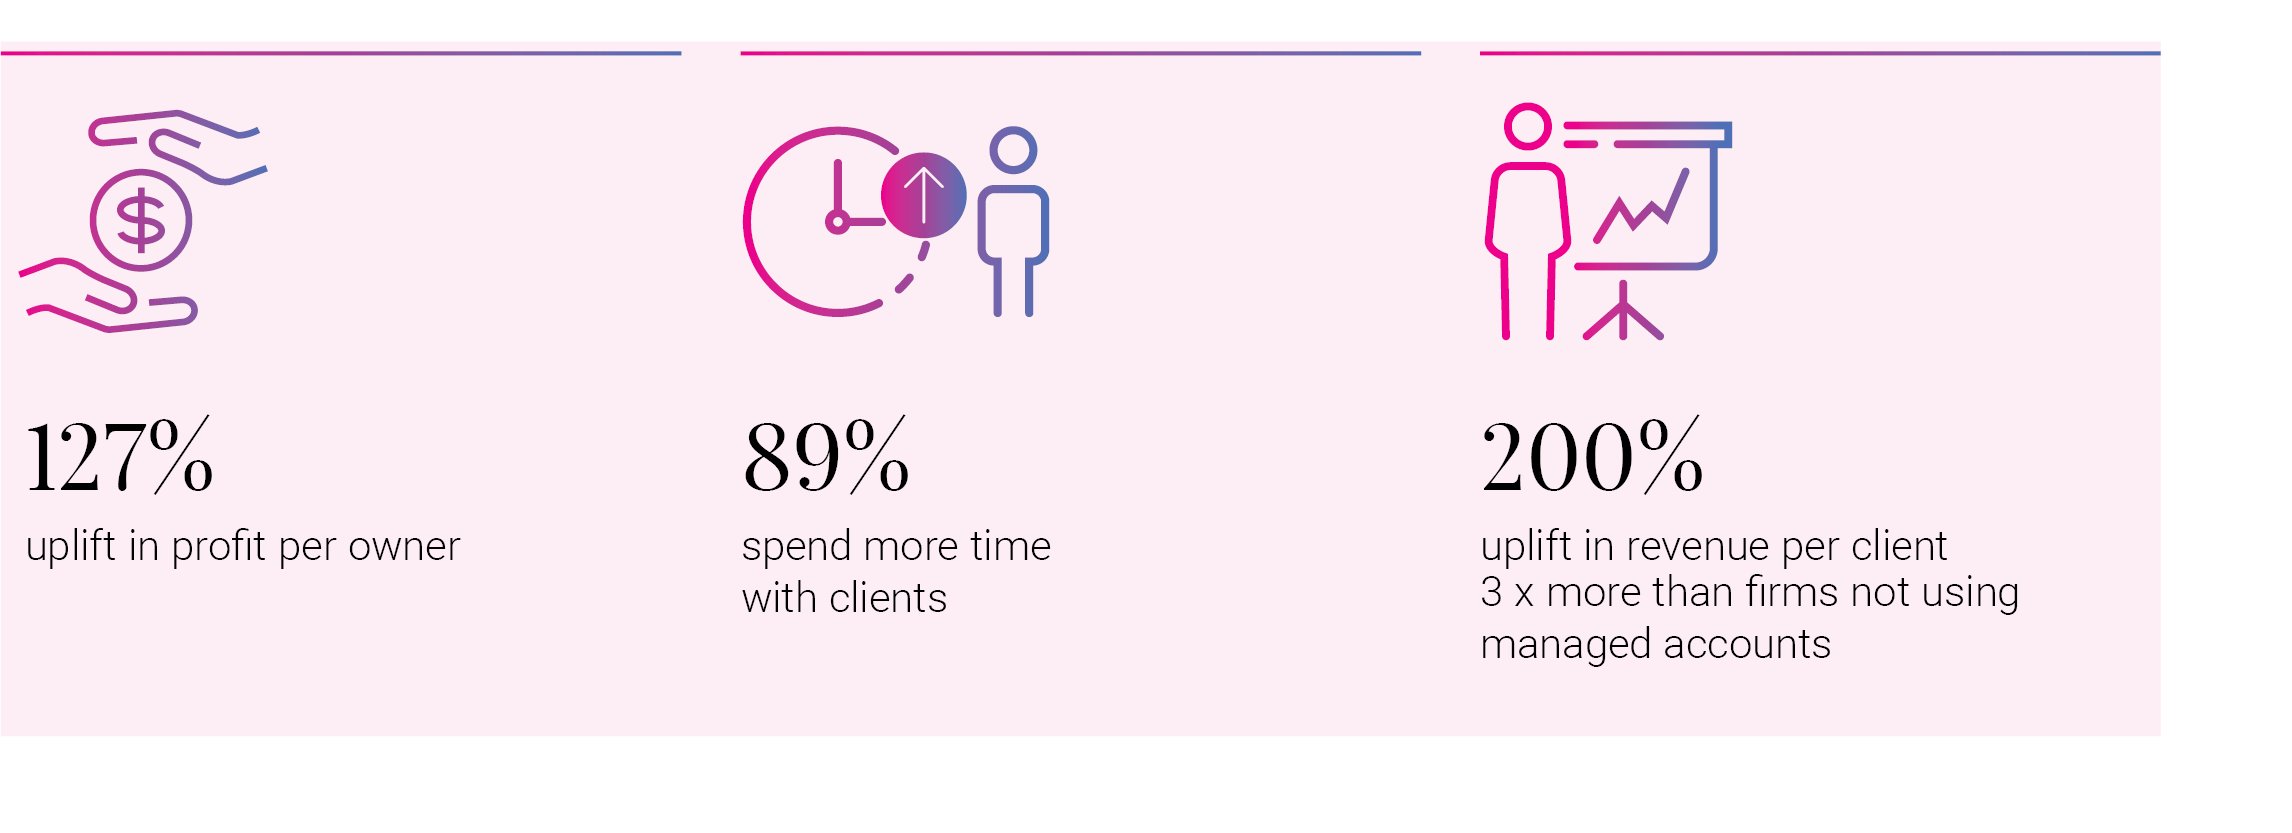 127%
uplift in profit per owner
89%
spend more time
with clients
200%
uplift in revenue per client
3 x more than firms not using
managed accounts